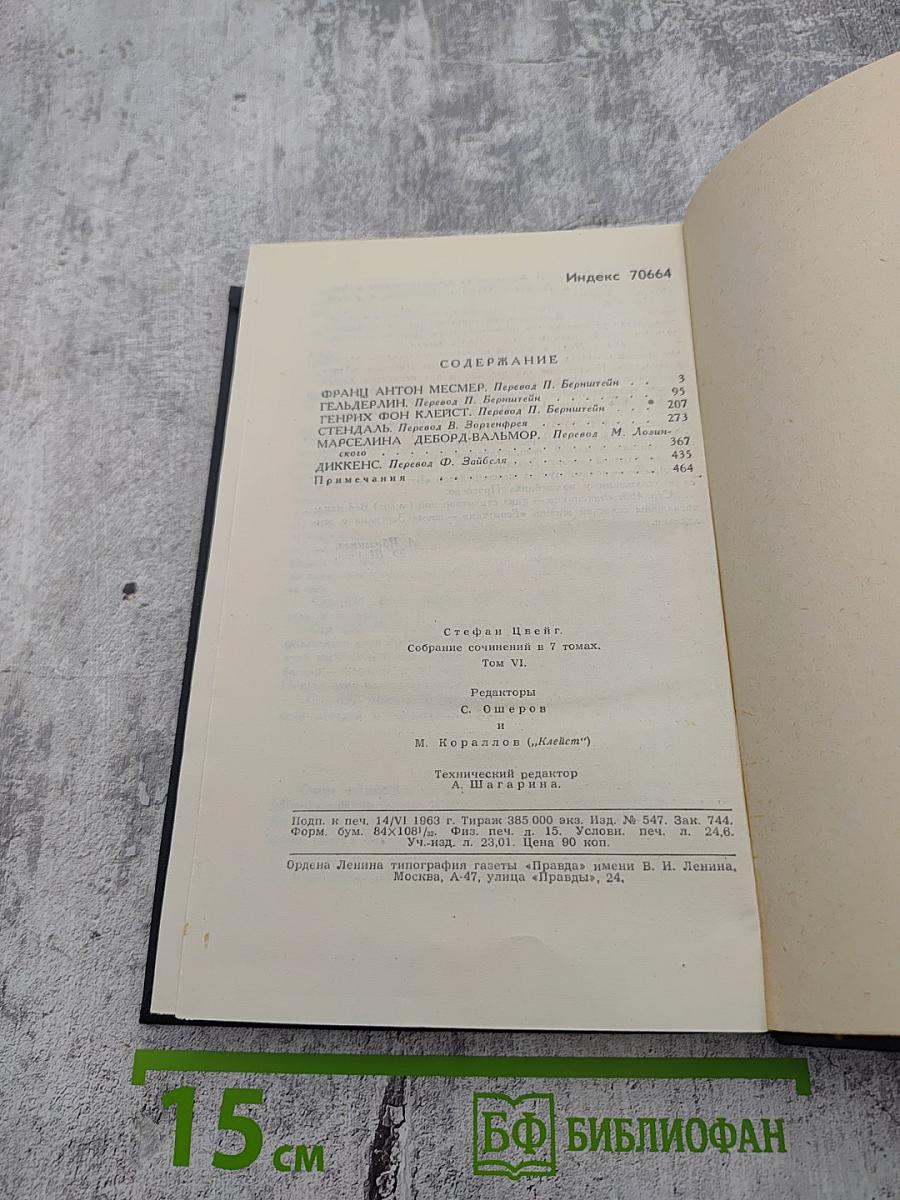 Индекс 70664
СОДЕРЖАНИЕ
ФРАНЦ АНТОН МЕСМЕР. Перевод П. Бернштейн . . 3
ГЕЛЬДЕРЛИН. Перевод П. Бернштейн . . . . . . . 95
ГЕНРИХ ФОН КЛЕЙСТ. Перевод П. Бернштейн . . . 207
СТЕНДАЛЬ. Перевод В. Зоргенфрея . . . . . . . . 273
МАРСЕЛИНА ДЕБОРД-ВАЛЬМОР. Перевод М. Лозин-
ского . . . . . . . . . . . . . . . . . . 367
ДИККЕНС. Перевод Ф. Зайбеля . . . . . . . . . . 435
Примечания . . . . . . . . . . . . . . . 464
Стефан Цвейг.
Собрание сочинений в 7 томах.
Том VI.
Редакторы
С. Ошеров
и
М. Кораллов („Клейст“)
Технический редактор
А. Шагарина.
Подп. к печ. 14/VI 1963 г. Тираж 385 000 экз. Изд. № 547. Зак. 744.
Форм. бум. 84×108¹/₃₂. Физ. печ. л. 15. Условн. печ. л. 24,6.
Уч.-изд. л. 23,01. Цена 90 коп.
Ордена Ленина типография газеты «Правда» имени В. И. Ленина,
Москва, А-47, улица «Правды», 24.
15 см
БФ БИБЛИОФАН